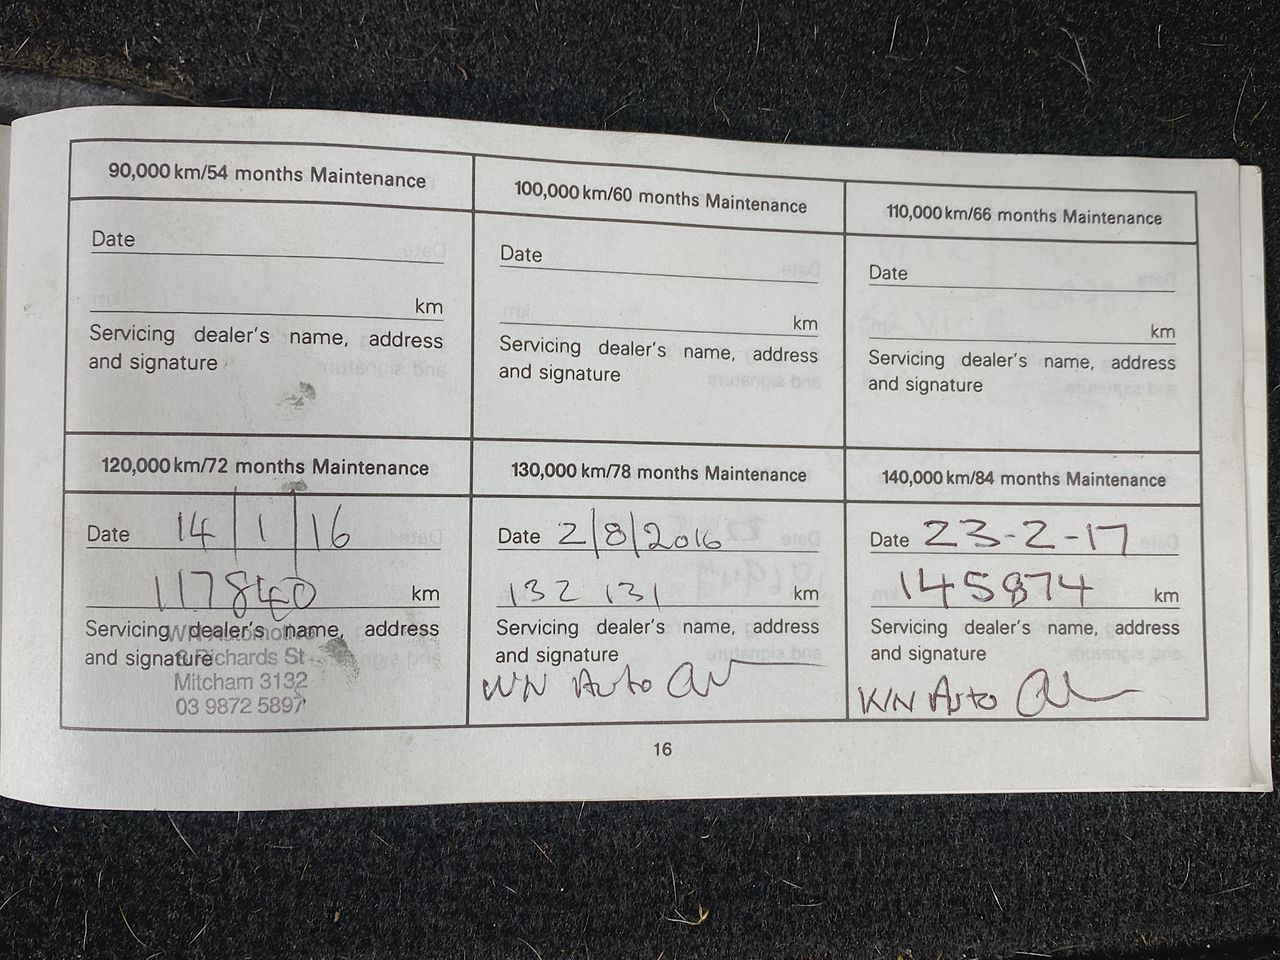 90,000 km/54 months Maintenance
Date
km
Servicing dealer's name, address
and signature
100,000 km/60 months Maintenance
Date
km
Servicing dealer's name, address
and signature
110,000 km/66 months Maintenance
Date
km
Servicing dealer's name, address
and signature
120,000 km/72 months Maintenance
Date 14 | 1 | 16
117840 km
Servicing dealer's name, address
and signature
WN Automotive
Richards St
Mitcham 3132
03 9872 5897
130,000 km/78 months Maintenance
Date 2/8/2016
132 131 km
Servicing dealer's name, address
and signature
WN Auto
140,000 km/84 months Maintenance
Date 23-2-17
145874 km
Servicing dealer's name, address
and signature
WN Auto
16